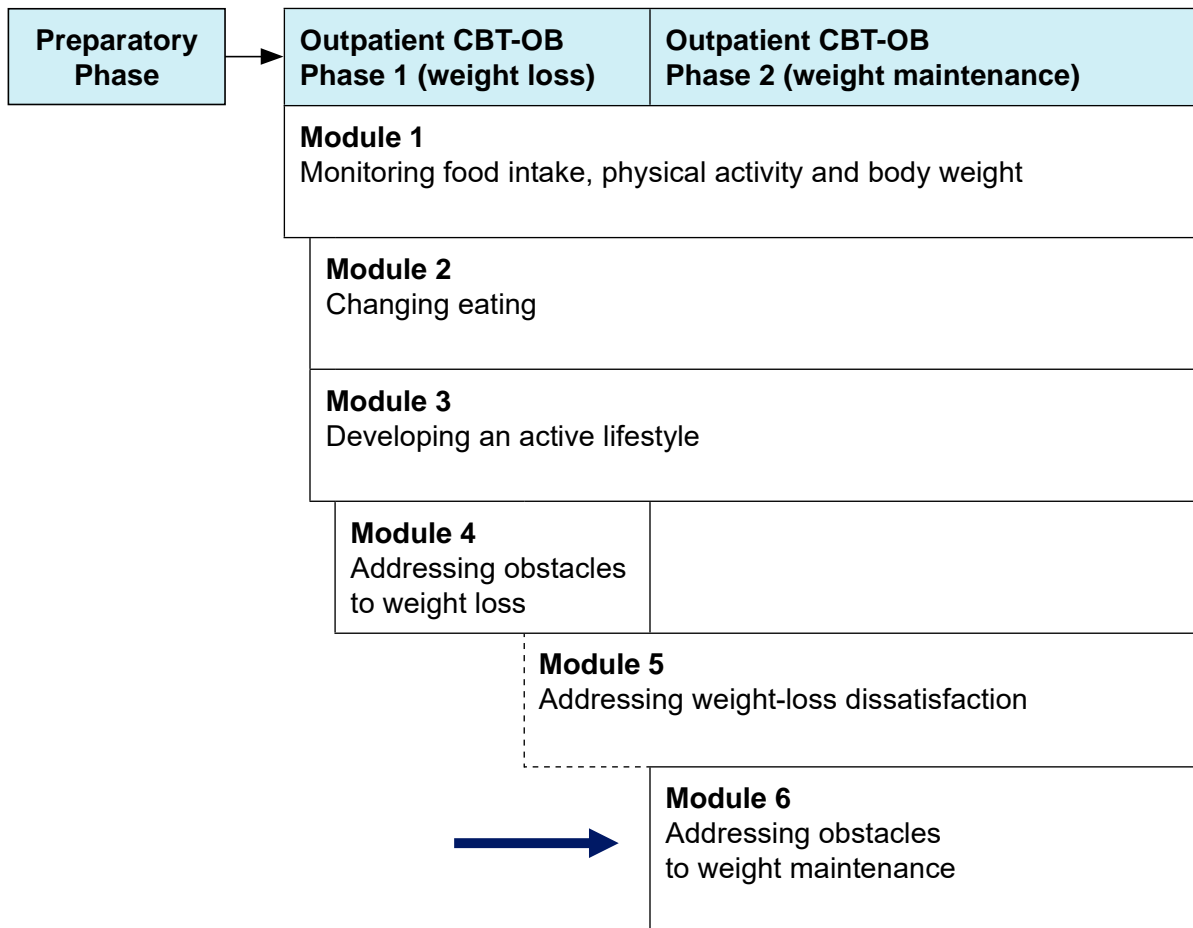 Preparatory
Phase
Outpatient CBT-OB
Phase 1 (weight loss)
Outpatient CBT-OB
Phase 2 (weight maintenance)
Module 1
Monitoring food intake, physical activity and body weight
Module 2
Changing eating
Module 3
Developing an active lifestyle
Module 4
Addressing obstacles
to weight loss
Module 5
Addressing weight-loss dissatisfaction
Module 6
Addressing obstacles
to weight maintenance